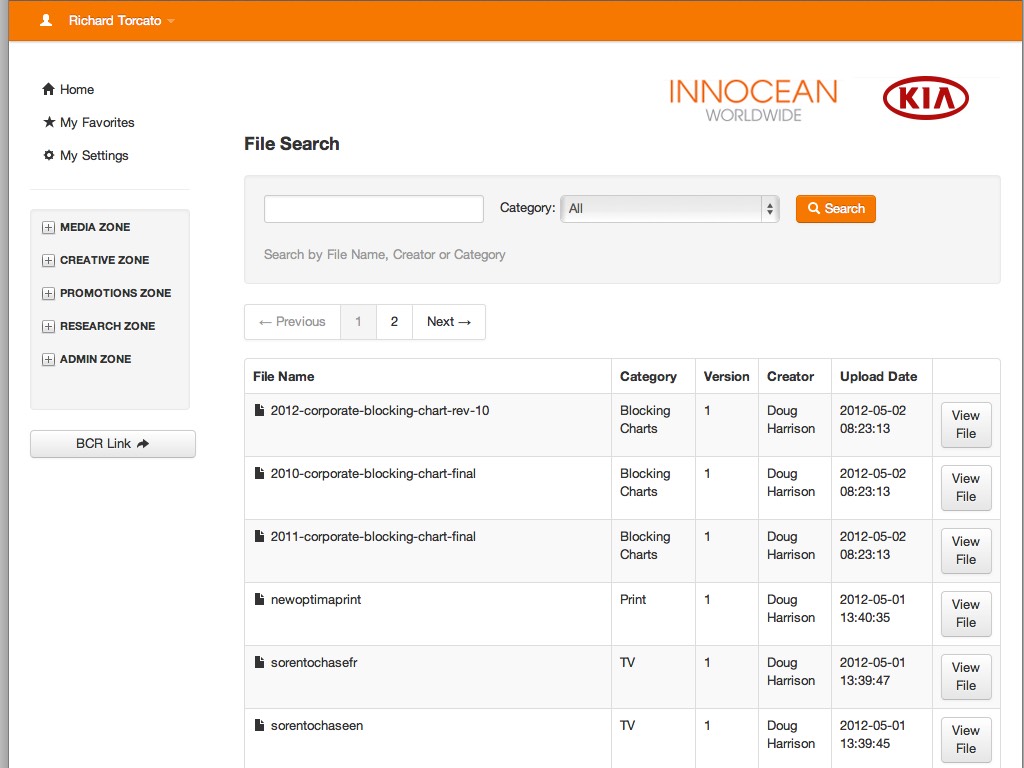 Richard Torcato
Home
My Favorites
My Settings
INNOCEAN
WORLDWIDE
KIA
File Search
Category: All Search
Search by File Name, Creator or Category
MEDIA ZONE
CREATIVE ZONE
PROMOTIONS ZONE
RESEARCH ZONE
ADMIN ZONE
BCR Link
← Previous 1 2 Next →
File Name Category Version Creator Upload Date
2012-corporate-blocking-chart-rev-10 Blocking 1 Doug 2012-05-02 View
Charts Harrison 08:23:13 File
2010-corporate-blocking-chart-final Blocking 1 Doug 2012-05-02 View
Charts Harrison 08:23:13 File
2011-corporate-blocking-chart-final Blocking 1 Doug 2012-05-02 View
Charts Harrison 08:23:13 File
newoptimaprint Print 1 Doug 2012-05-01 View
Harrison 13:40:35 File
sorentochasefr TV 1 Doug 2012-05-01 View
Harrison 13:39:47 File
sorentochaseen TV 1 Doug 2012-05-01 View
Harrison 13:39:45 File